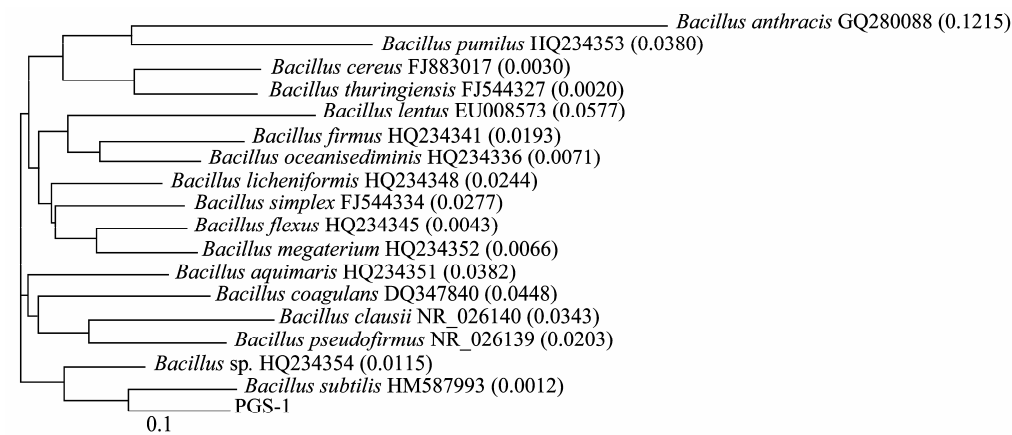 Bacillus anthracis GQ280088 (0.1215)
Bacillus pumilus HQ234353 (0.0380)
Bacillus cereus FJ883017 (0.0030)
Bacillus thuringiensis FJ544327 (0.0020)
Bacillus lentus EU008573 (0.0577)
Bacillus firmus HQ234341 (0.0193)
Bacillus oceanisediminis HQ234336 (0.0071)
Bacillus licheniformis HQ234348 (0.0244)
Bacillus simplex FJ544334 (0.0277)
Bacillus flexus HQ234345 (0.0043)
Bacillus megaterium HQ234352 (0.0066)
Bacillus aquimaris HQ234351 (0.0382)
Bacillus coagulans DQ347840 (0.0448)
Bacillus clausii NR_026140 (0.0343)
Bacillus pseudofirmus NR_026139 (0.0203)
Bacillus sp. HQ234354 (0.0115)
Bacillus subtilis HM587993 (0.0012)
PGS-1
0.1